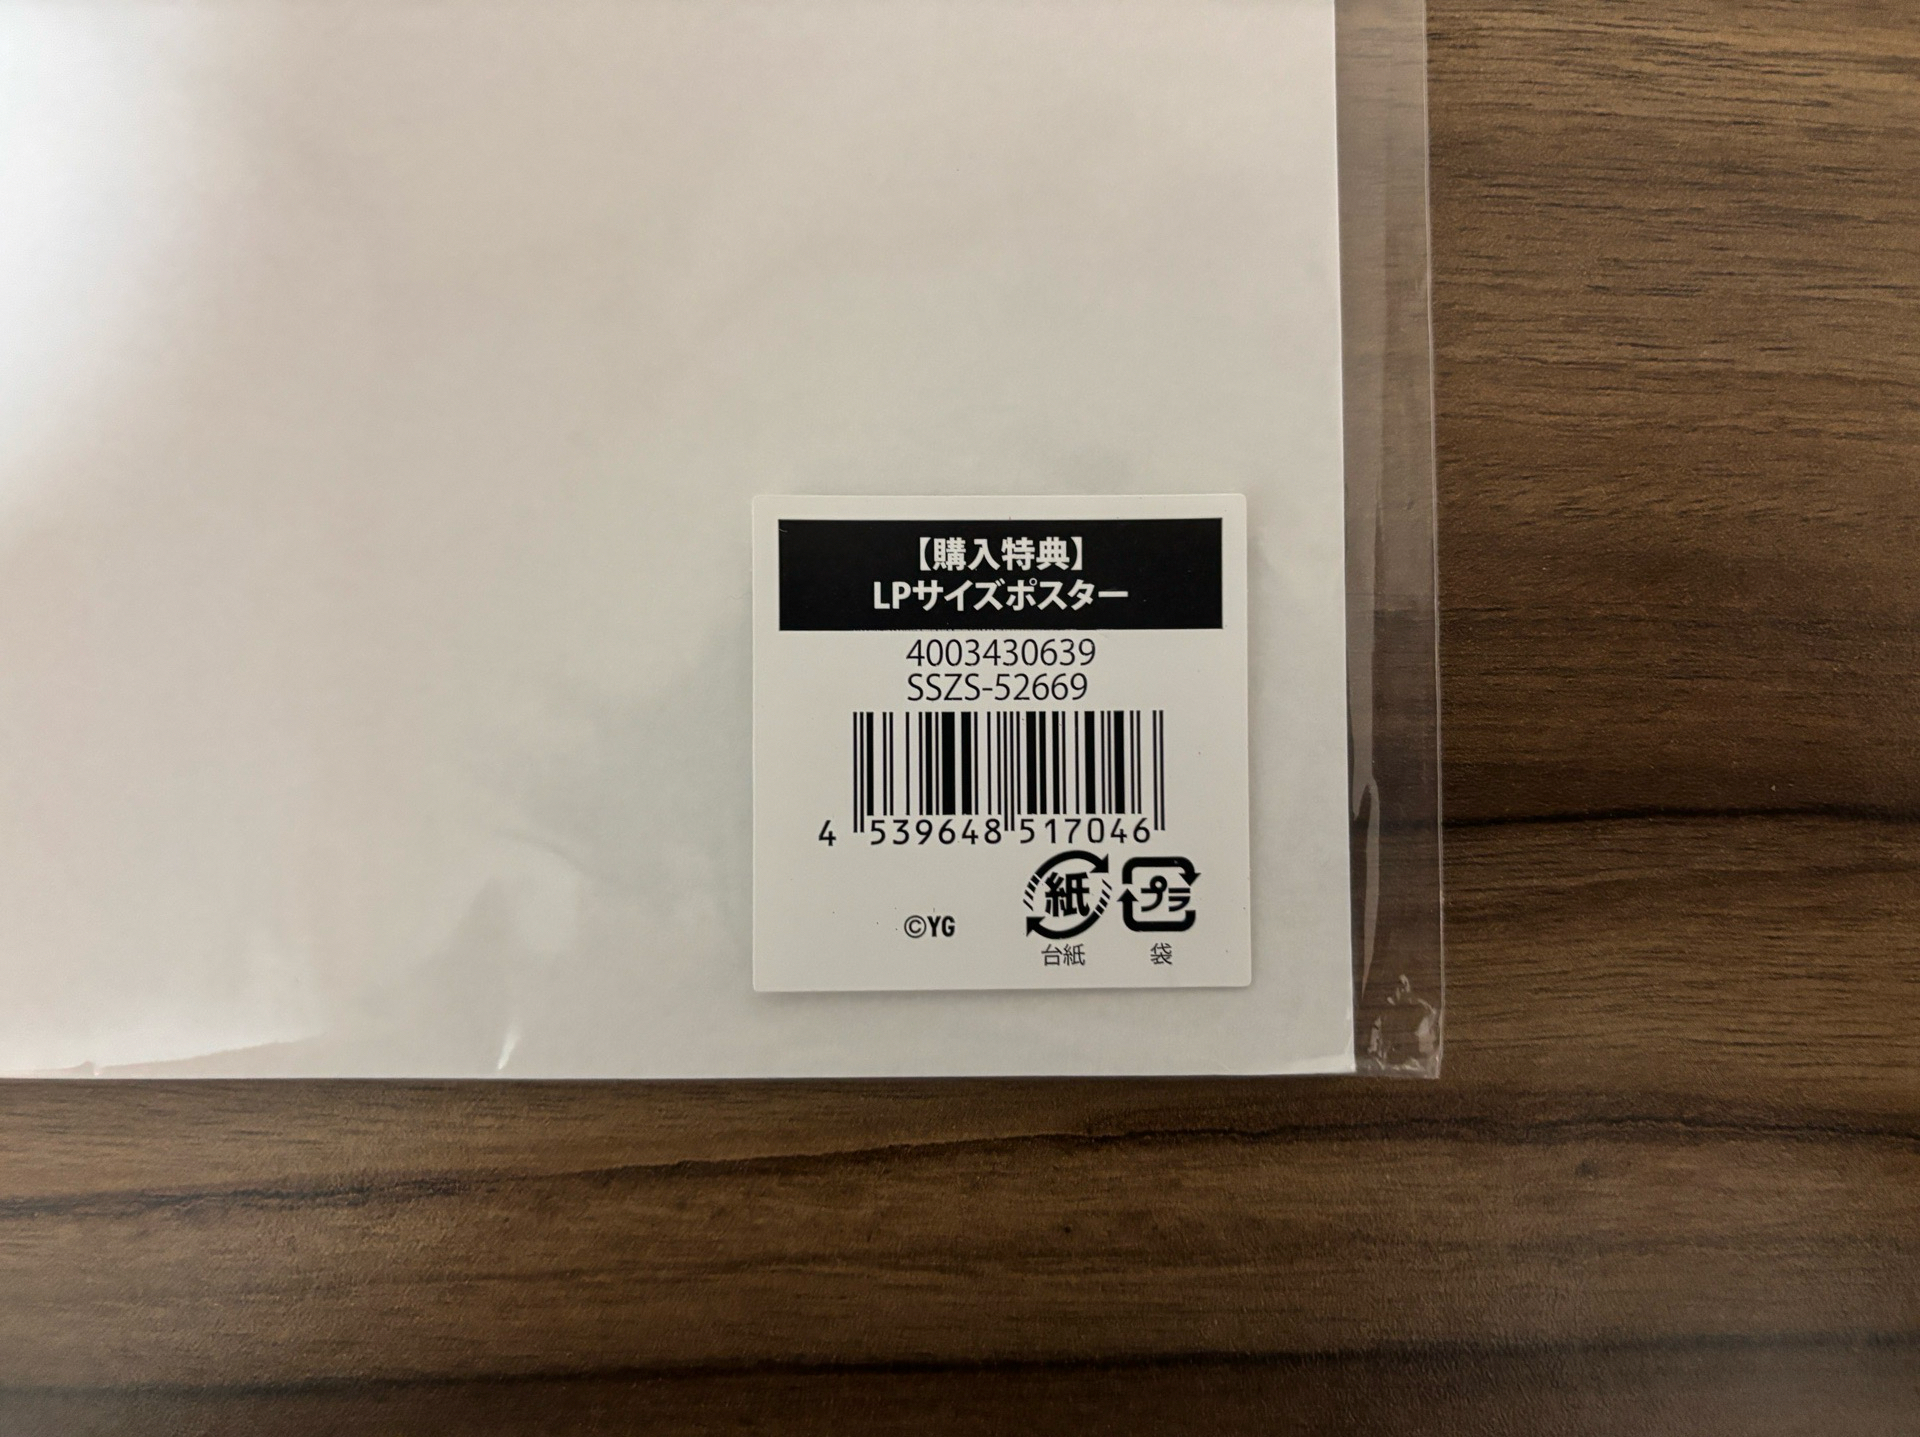 【購入特典】
LPサイズポスター
4003430639
SSZS-52669
4 539648 517046
紙 プラ
©YG
台紙 袋